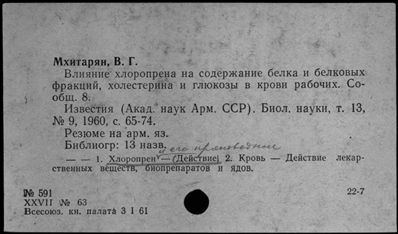 Мхитарян, В. Г.
Влияние хлоропрена на содержание белка и белковых
фракций, холестерина и глюкозы в крови рабочих. Со-
общ. 8.
Известия (Акад. наук Арм. ССР). Биол. науки, т. 13,
№ 9, 1960, с. 65-74.
Резюме на арм. яз.
Библиогр: 13 назв.
и его производные
— — 1. Хлоропрен — (Действие) 2. Кровь — Действие лекар-
ственных веществ, биопрепаратов и ядов.
№ 591
22-7
XXVII № 63
Всесоюз. кн. палата 3 1 61